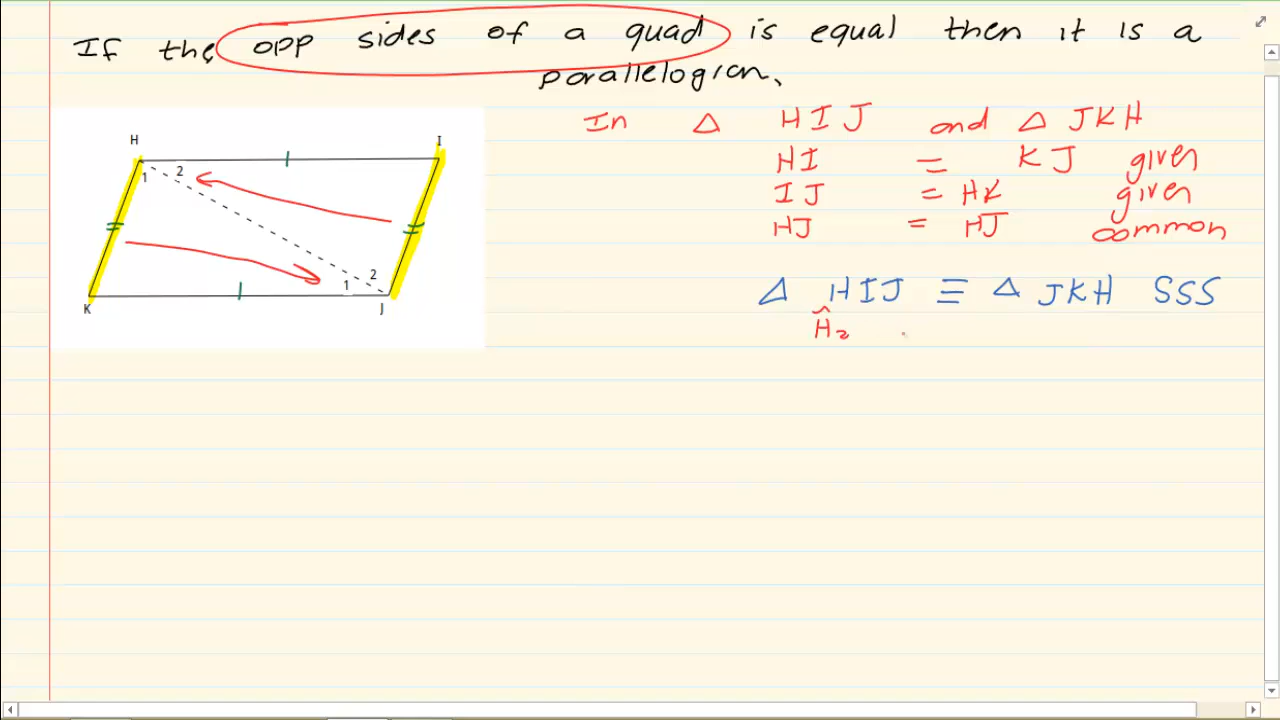 If the opp sides of a quad is equal then it is a
parallelogram.
In Δ HIJ and Δ JKH
HI = KJ given
IJ = HK given
HJ = HJ common
Δ HIJ ≡ Δ JKH SSS
Ĥ2
H
I
1
2
2
1
K
J